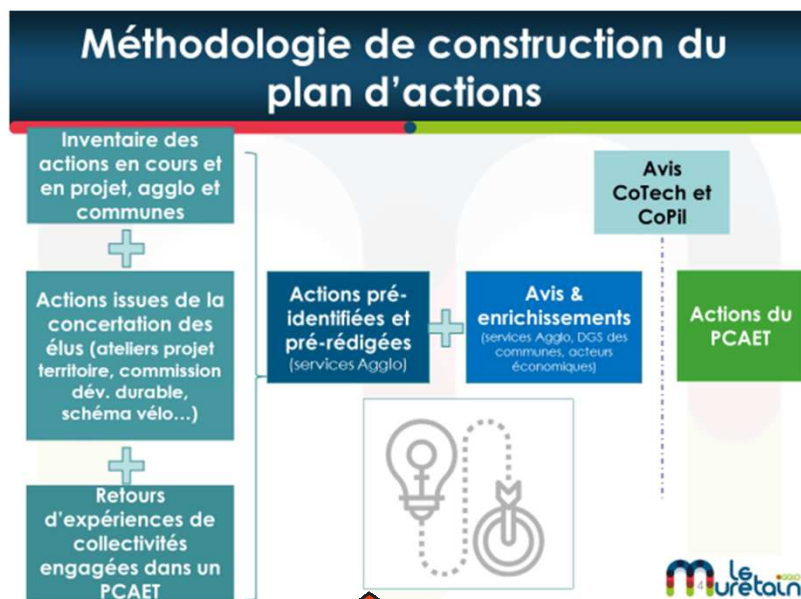 Méthodologie de construction du
plan d'actions
Inventaire des
actions en cours et
en projet, agglo et
communes
Actions issues de la
concertation des
élus (ateliers projet
territoire, commission
dév. durable,
schéma vélo...)
Retours
d'expériences de
collectivités
engagées dans un
PCAET
Actions pré-
identifiées et
pré-rédigées
(services Agglo)
Avis &
enrichissements
(services Agglo, DGS des
communes, acteurs
économiques)
Avis
CoTech et
CoPil
Actions du
PCAET
le
muretain
AGGLO
4